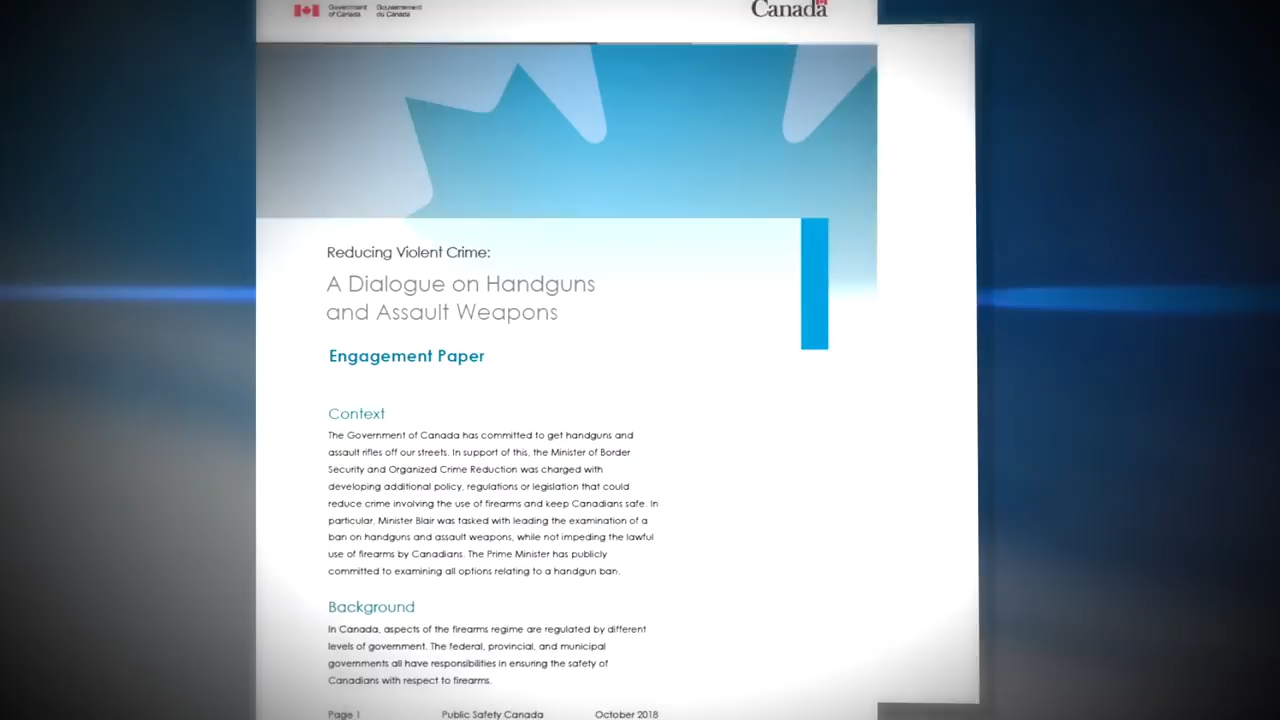 Government of Canada
Gouvernement du Canada
Canada
Reducing Violent Crime:
A Dialogue on Handguns
and Assault Weapons
Engagement Paper
Context
The Government of Canada has committed to get handguns and
assault rifles off our streets. In support of this, the Minister of Border
Security and Organized Crime Reduction was charged with
developing additional policy, regulations or legislation that could
reduce crime involving the use of firearms and keep Canadians safe. In
particular, Minister Blair was tasked with leading the examination of a
ban on handguns and assault weapons, while not impeding the lawful
use of firearms by Canadians. The Prime Minister has publicly
committed to examining all options relating to a handgun ban.
Background
In Canada, aspects of the firearms regime are regulated by different
levels of government. The federal, provincial, and municipal
governments all have responsibilities in ensuring the safety of
Canadians with respect to firearms.
Page 1 Public Safety Canada October 2018